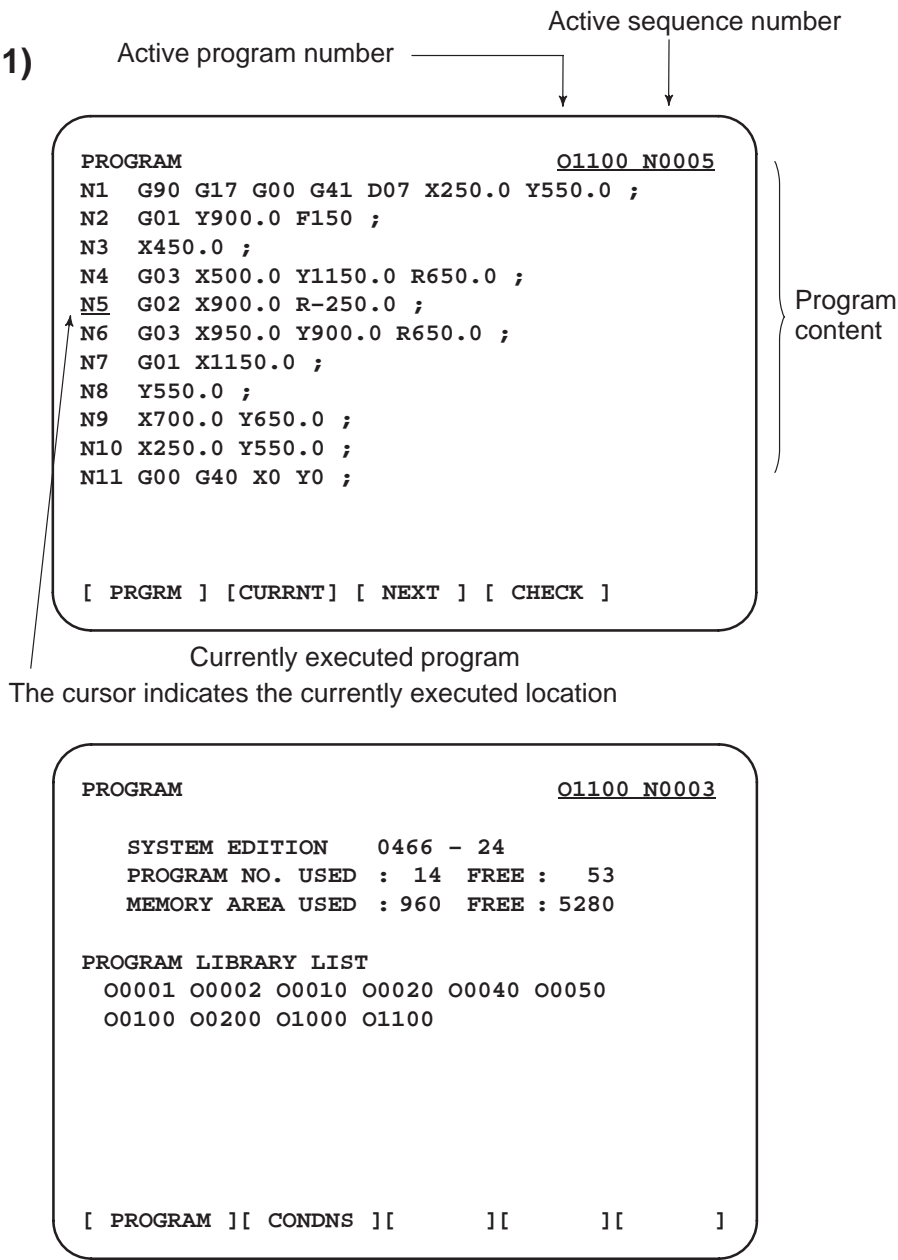 Active sequence number
1)
Active program number
PROGRAM O1100 N0005
N1 G90 G17 G00 G41 D07 X250.0 Y550.0 ;
N2 G01 Y900.0 F150 ;
N3 X450.0 ;
N4 G03 X500.0 Y1150.0 R650.0 ;
N5 G02 X900.0 R–250.0 ;
N6 G03 X950.0 Y900.0 R650.0 ;
N7 G01 X1150.0 ;
N8 Y550.0 ;
N9 X700.0 Y650.0 ;
N10 X250.0 Y550.0 ;
N11 G00 G40 X0 Y0 ;
Program
content
[ PRGRM ] [CURRNT] [ NEXT ] [ CHECK ]
Currently executed program
The cursor indicates the currently executed location
PROGRAM O1100 N0003
SYSTEM EDITION 0466 – 24
PROGRAM NO. USED : 14 FREE : 53
MEMORY AREA USED : 960 FREE : 5280
PROGRAM LIBRARY LIST
O0001 O0002 O0010 O0020 O0040 O0050
O0100 O0200 O1000 O1100
[ PROGRAM ][ CONDNS ][ ][ ][ ]